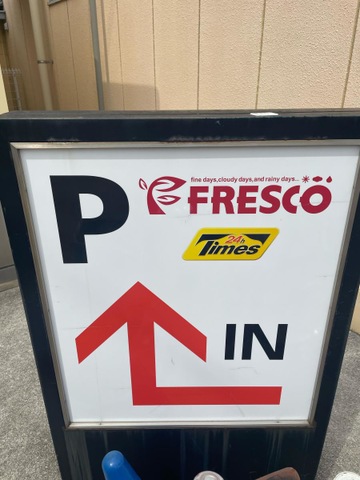 P
fine days, cloudy days, and rainy days...
FRESCO
24h
Times
IN